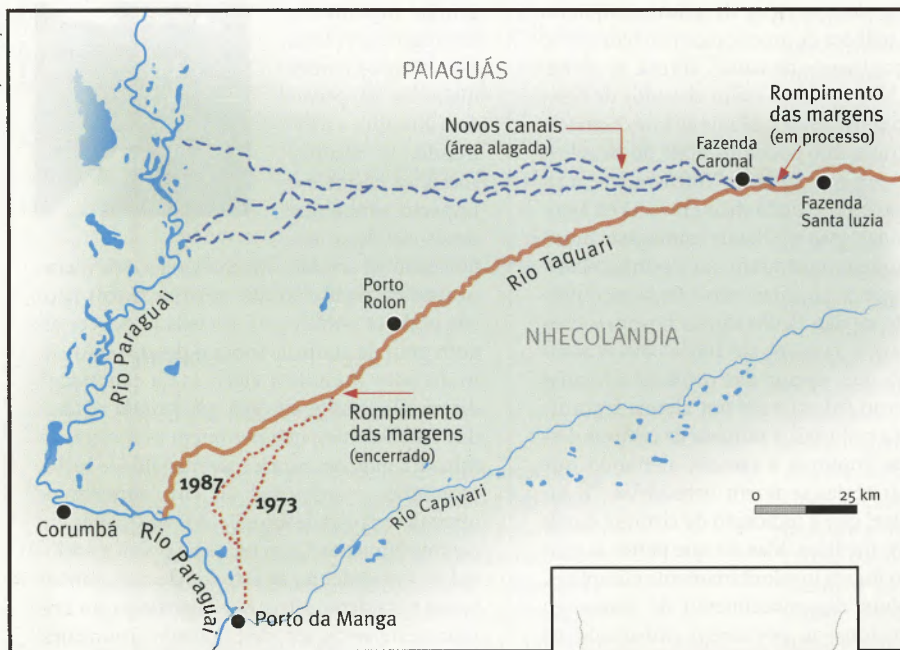 PAIAGUÁS
Novos canais
(área alagada)
Rompimento
das margens
(em processo)
Fazenda
Caronal
Fazenda
Santa luzia
Rio Taquari
Porto
Rolon
NHECOLÂNDIA
Rio Paraguai
Rompimento
das margens
(encerrado)
1987
1973
Rio Capivari
25 km
Corumbá
Rio Paraguai
Porto da Manga